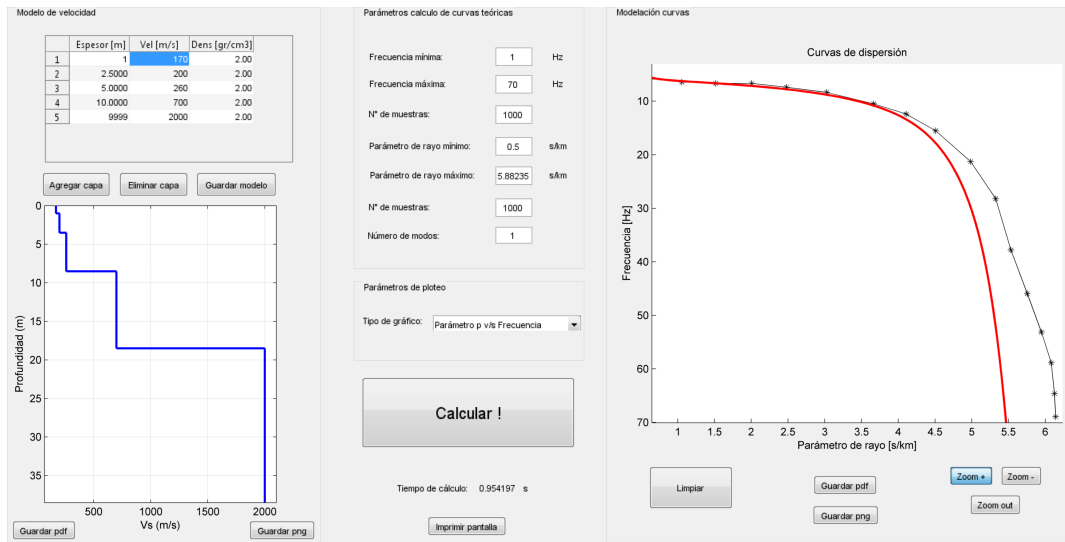 Modelo de velocidad
Espesor [m] Vel [m/s] Dens [gr/cm3]
1 1 170 2.00
2 2.5000 200 2.00
3 5.0000 260 2.00
4 10.0000 700 2.00
5 9999 2000 2.00
Agregar capa Eliminar capa Guardar modelo
0
5
10
15
20
25
30
35
Profundidad (m)
500 1000 1500 2000
Vs (m/s)
Guardar pdf Guardar png
Parámetros calculo de curvas teóricas
Frecuencia mínima: 1 Hz
Frecuencia máxima: 70 Hz
N° de muestras: 1000
Parámetro de rayo mínimo: 0.5 s/km
Parámetro de rayo máximo: 5.88235 s/km
N° de muestras: 1000
Número de modos: 1
Parámetros de ploteo
Tipo de gráfico: Parámetro p v/s Frecuencia
Calcular !
Tiempo de cálculo: 0.954197 s
Imprimir pantalla
Modelación curvas
Curvas de dispersión
10
20
30
40
50
60
70
Frecuencia [Hz]
1 1.5 2 2.5 3 3.5 4 4.5 5 5.5 6
Parámetro de rayo [s/km]
Limpiar
Guardar pdf
Guardar png
Zoom + Zoom -
Zoom out